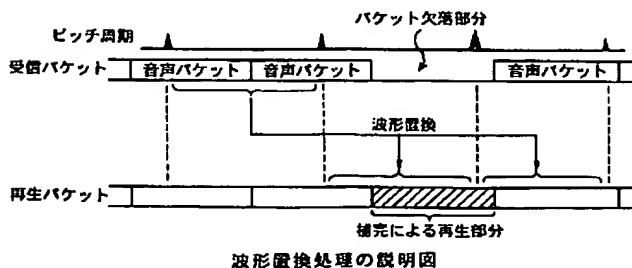 パケット欠落部分
ピッチ周期
受信パケット
音声パケット
音声パケット
音声パケット
波形置換
再生パケット
補完による再生部分
波形置換処理の説明図